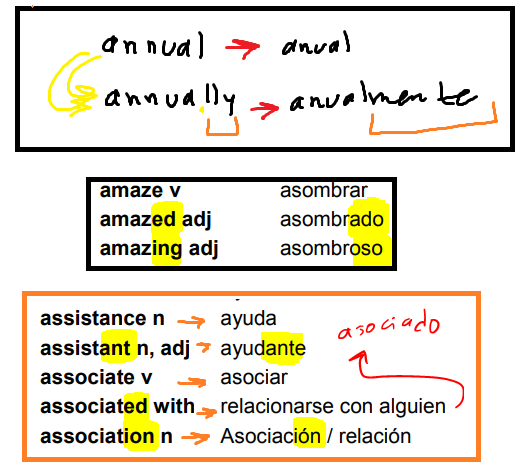 annual → anual
annually → anualmente
amaze v asombrar
amazed adj asombrado
amazing adj asombroso
assistance n → ayuda
assistant n, adj → ayudante
associate v → asociar
associated with → relacionarse con alguien
asociado
association n → Asociación / relación